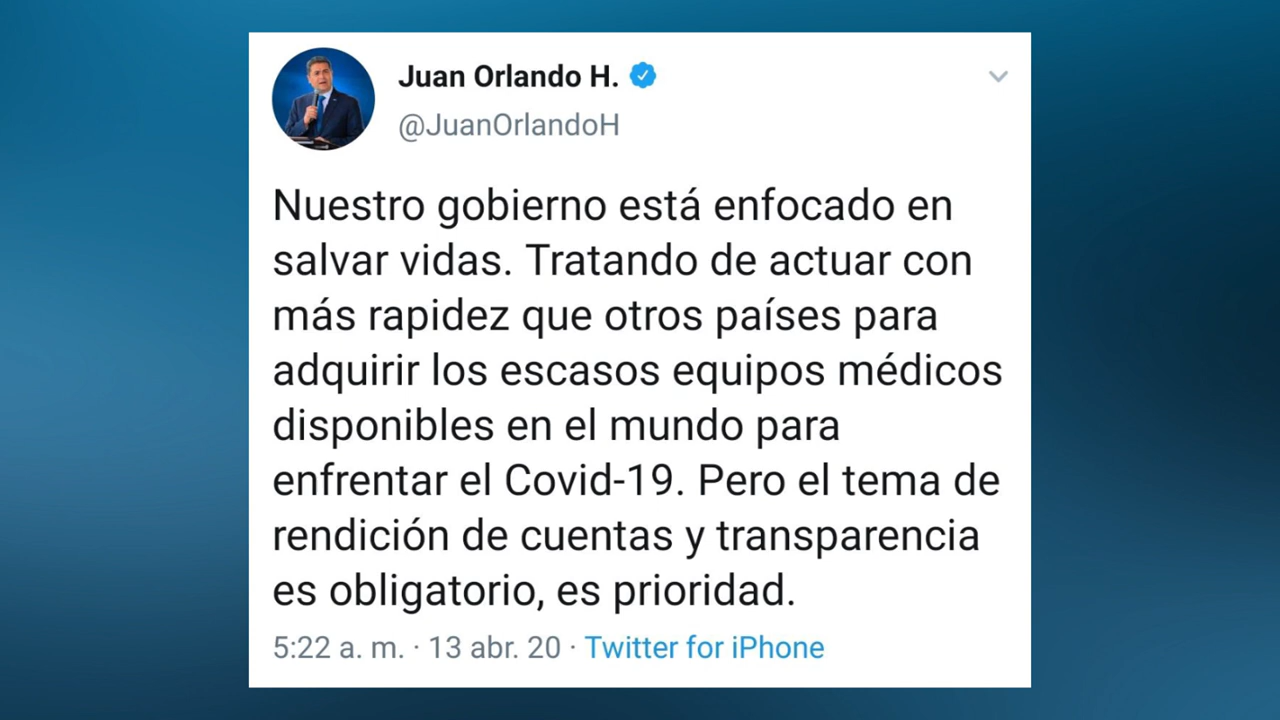 Juan Orlando H.
@JuanOrlandoH
Nuestro gobierno está enfocado en
salvar vidas. Tratando de actuar con
más rapidez que otros países para
adquirir los escasos equipos médicos
disponibles en el mundo para
enfrentar el Covid-19. Pero el tema de
rendición de cuentas y transparencia
es obligatorio, es prioridad.
5:22 a. m. · 13 abr. 20 · Twitter for iPhone